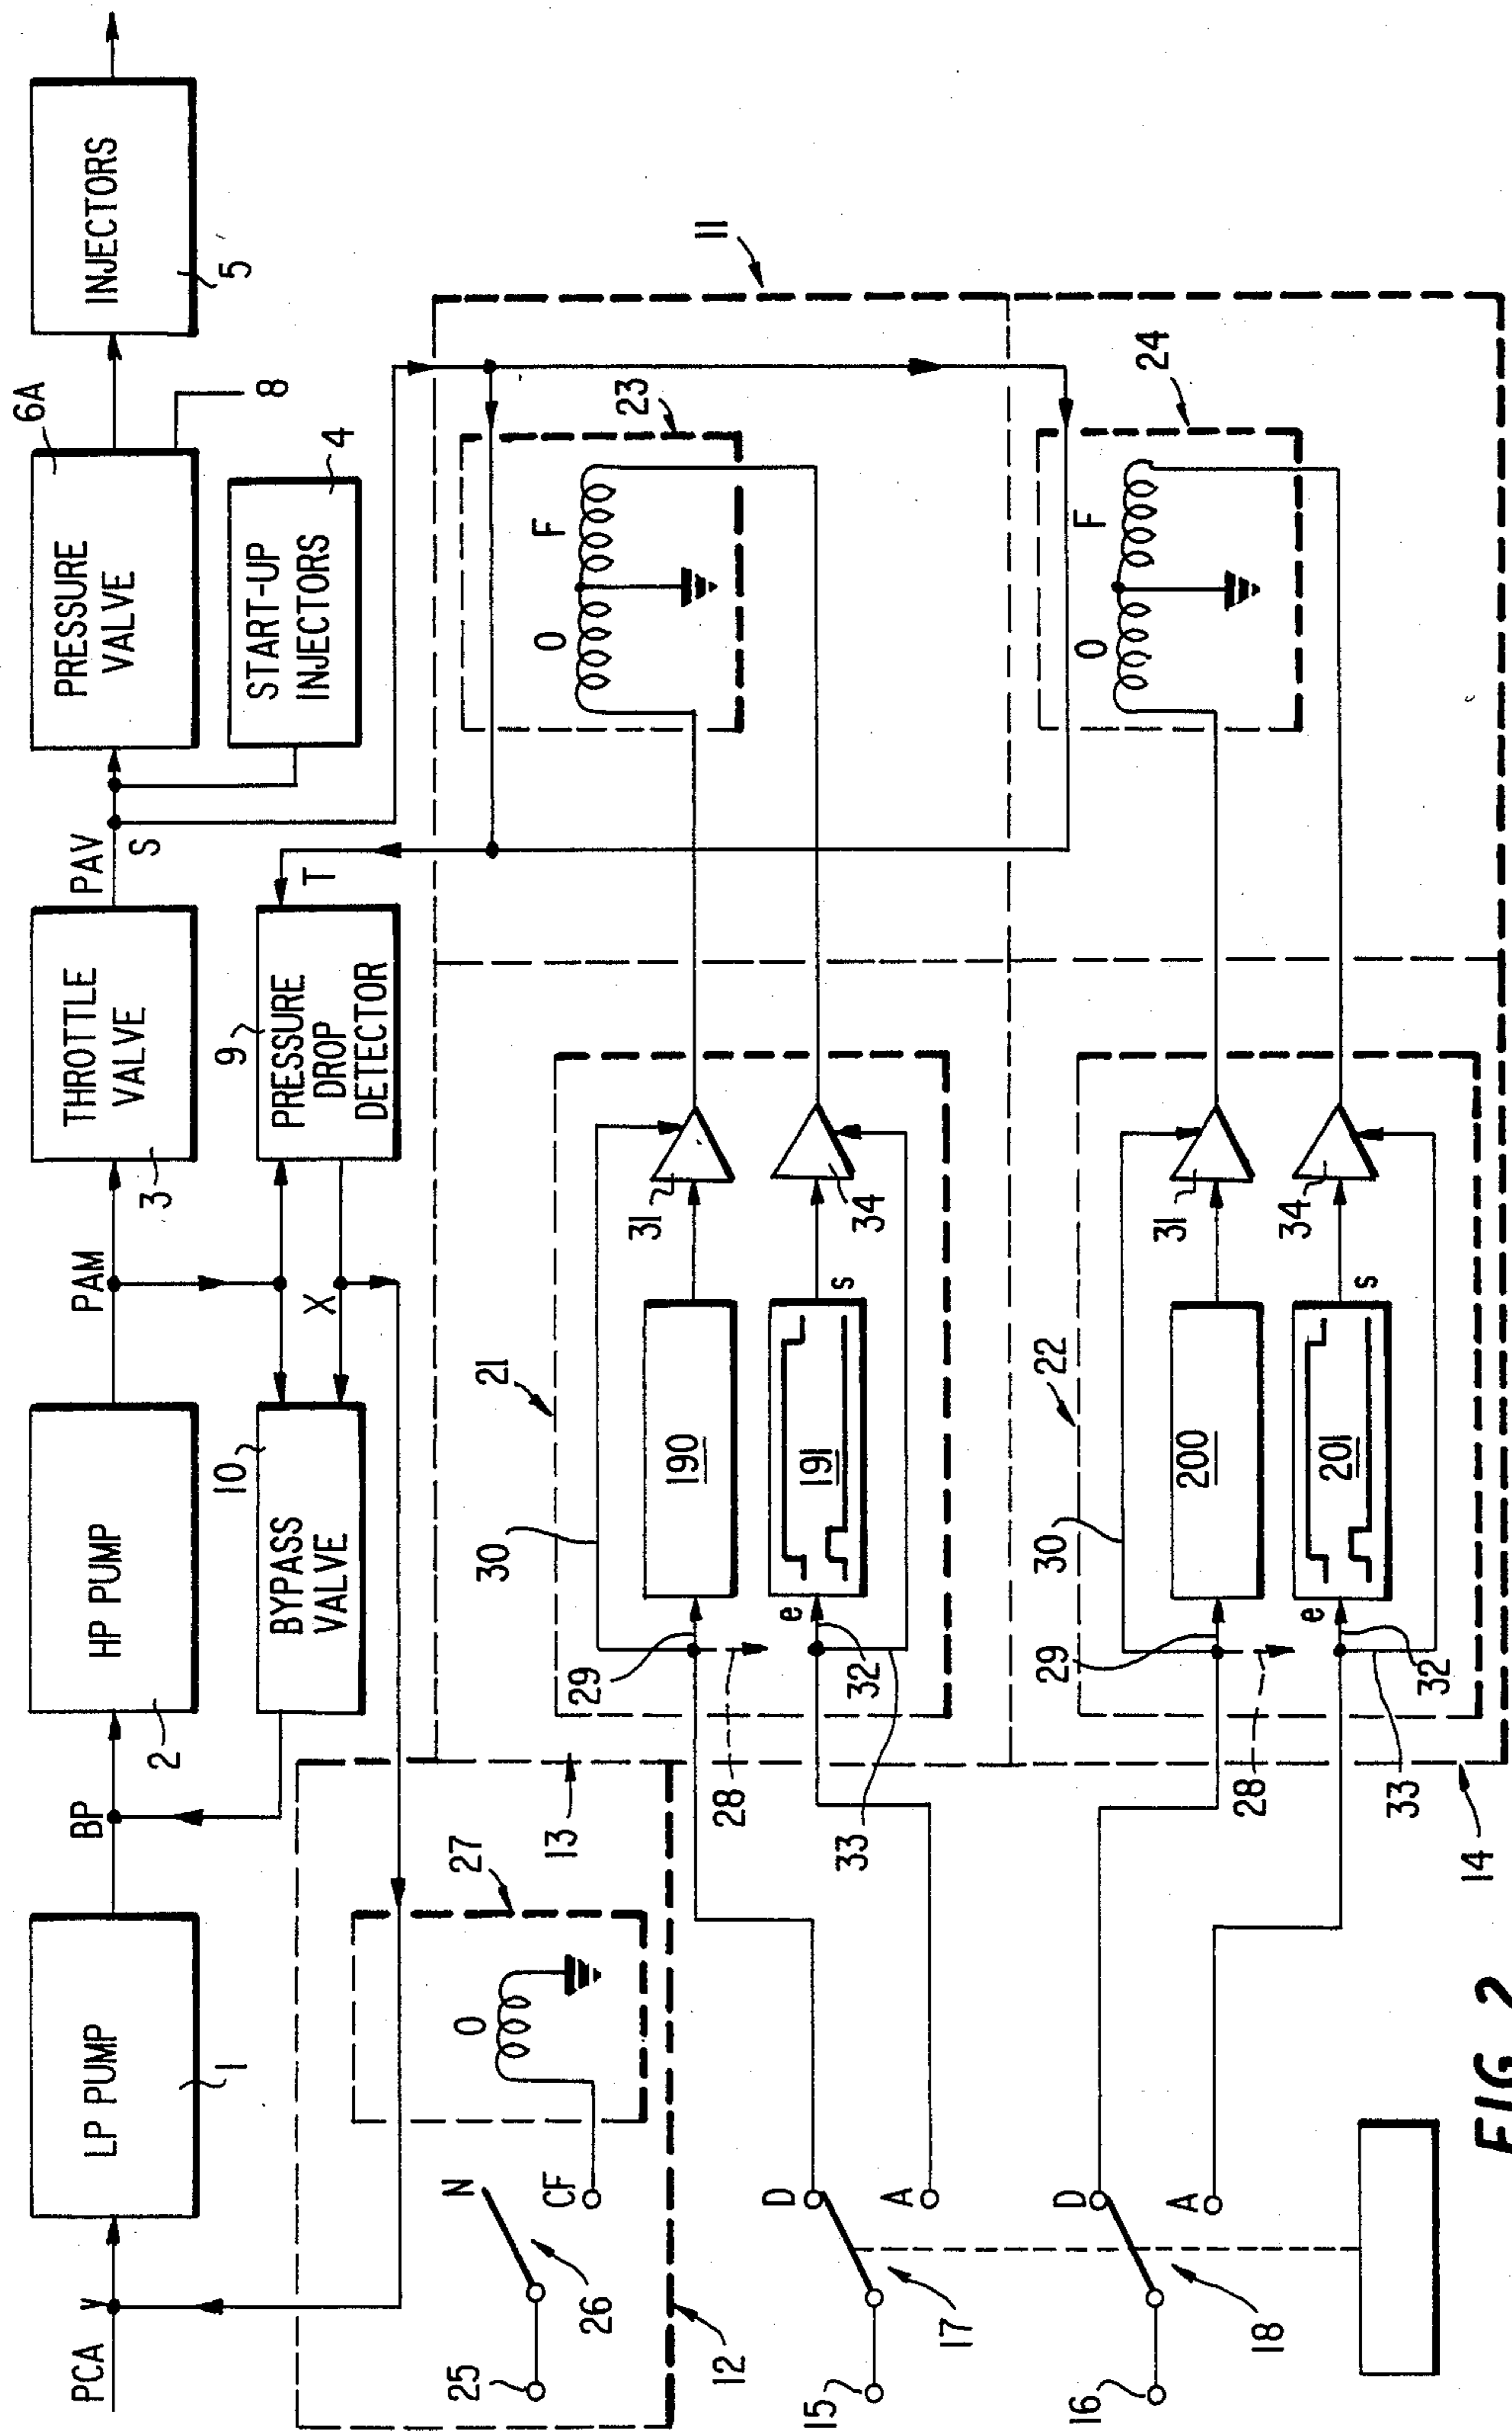 PCA
Y
LP PUMP
1
BP
HP PUMP
2
PAM
THROTTLE
VALVE
3
PAV
S
PRESSURE
VALVE
6A
8
INJECTORS
5
START-UP
INJECTORS
4
BYPASS
VALVE
10
X
PRESSURE
DROP
DETECTOR
9
T
11
25
N
26
CF
O
27
12
13
21
30
29
190
31
28
e
191
s
32
33
34
O
F
23
15
D
A
17
22
30
29
200
31
28
e
201
s
32
33
34
O
F
24
16
D
A
18
14
FIG. 2